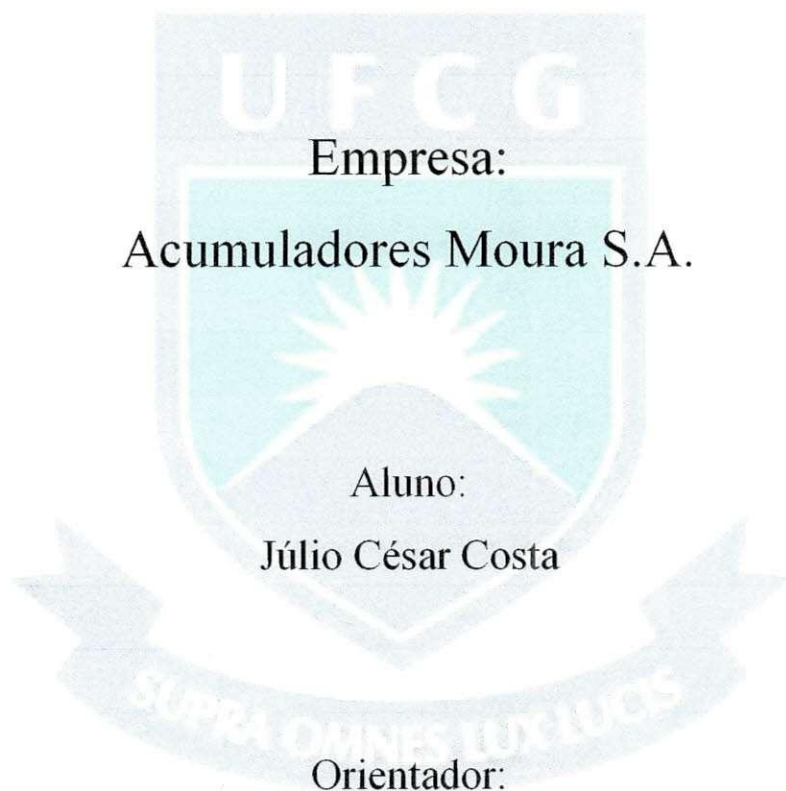 UFCG
Empresa:
Acumuladores Moura S.A.
Aluno:
Júlio César Costa
SUPRA OMNES LUX LUCIS
Orientador: